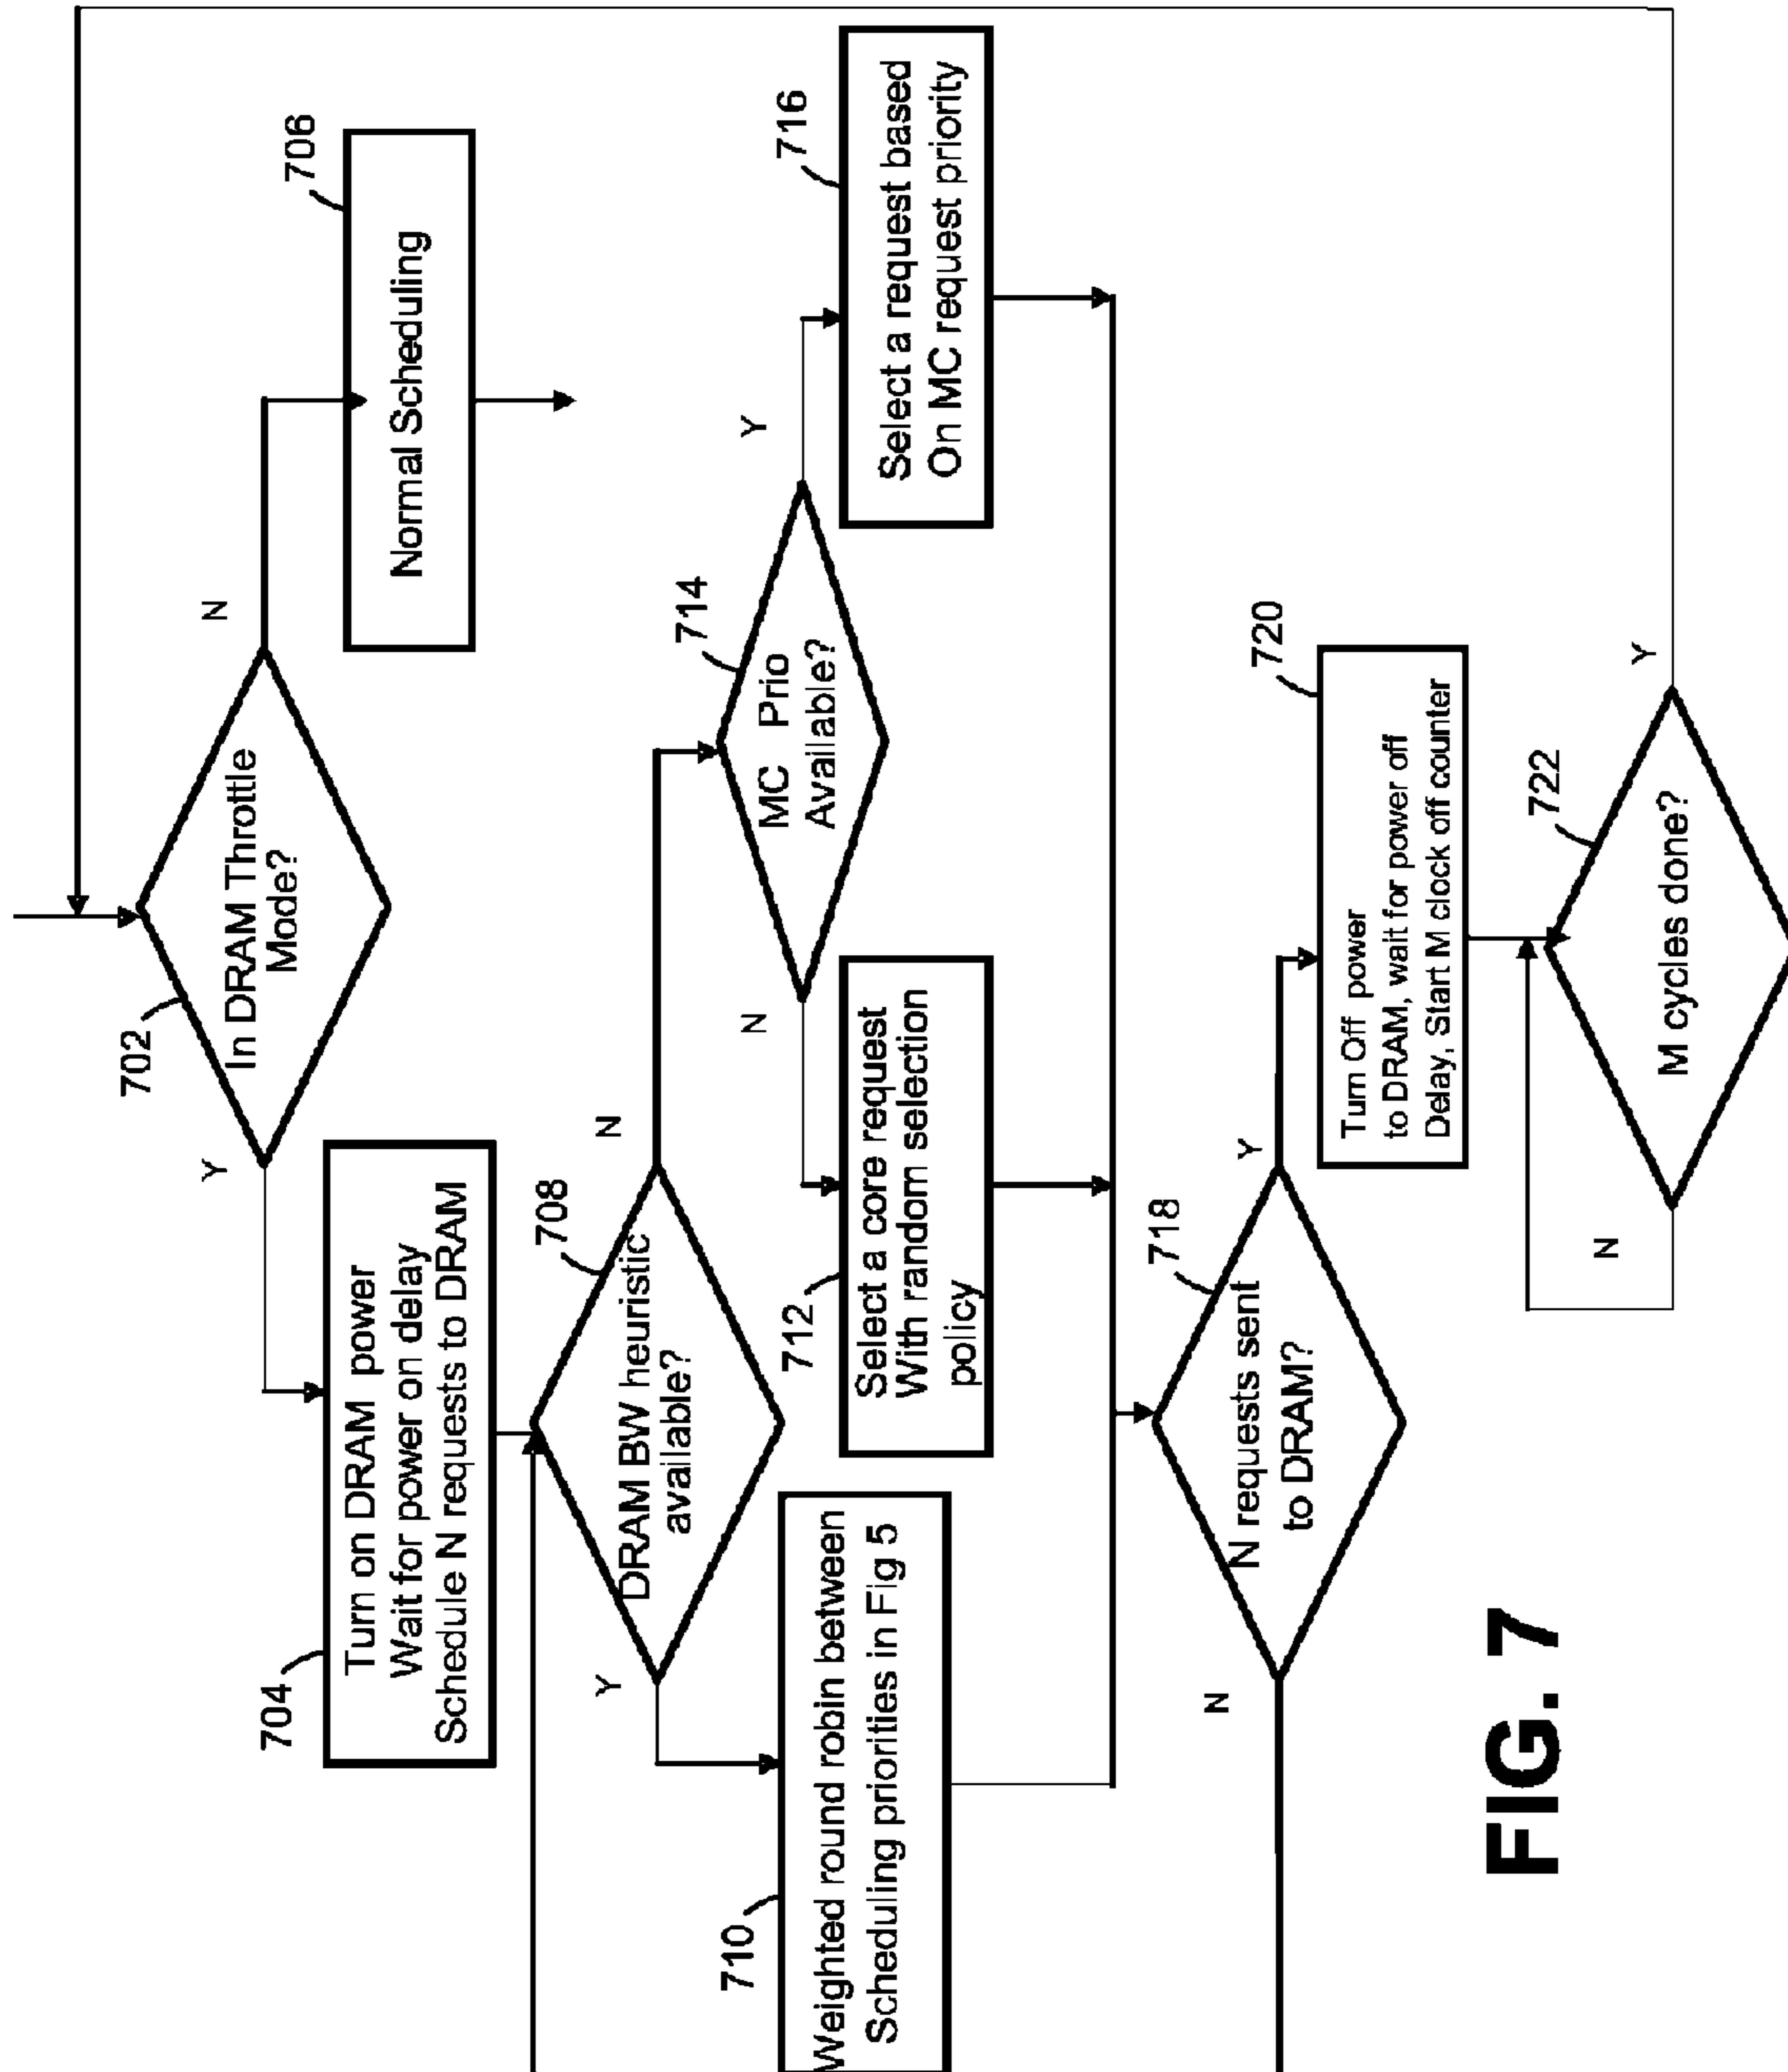 702
In DRAM Throttle
Mode?
Y
N
704
Turn on DRAM power
Wait for power on delay
Schedule N requests to DRAM
706
Normal Scheduling
708
DRAM BW heuristic
available?
Y
N
710
Weighted round robin between
Scheduling priorities in Fig 5
714
MC Prio
Available?
N
Y
712
Select a core request
With random selection
policy
716
Select a request based
On MC request priority
718
N requests sent
to DRAM?
N
Y
720
Turn Off power
to DRAM, wait for power off
Delay, Start M clock off counter
722
M cycles done?
N
Y
FIG. 7